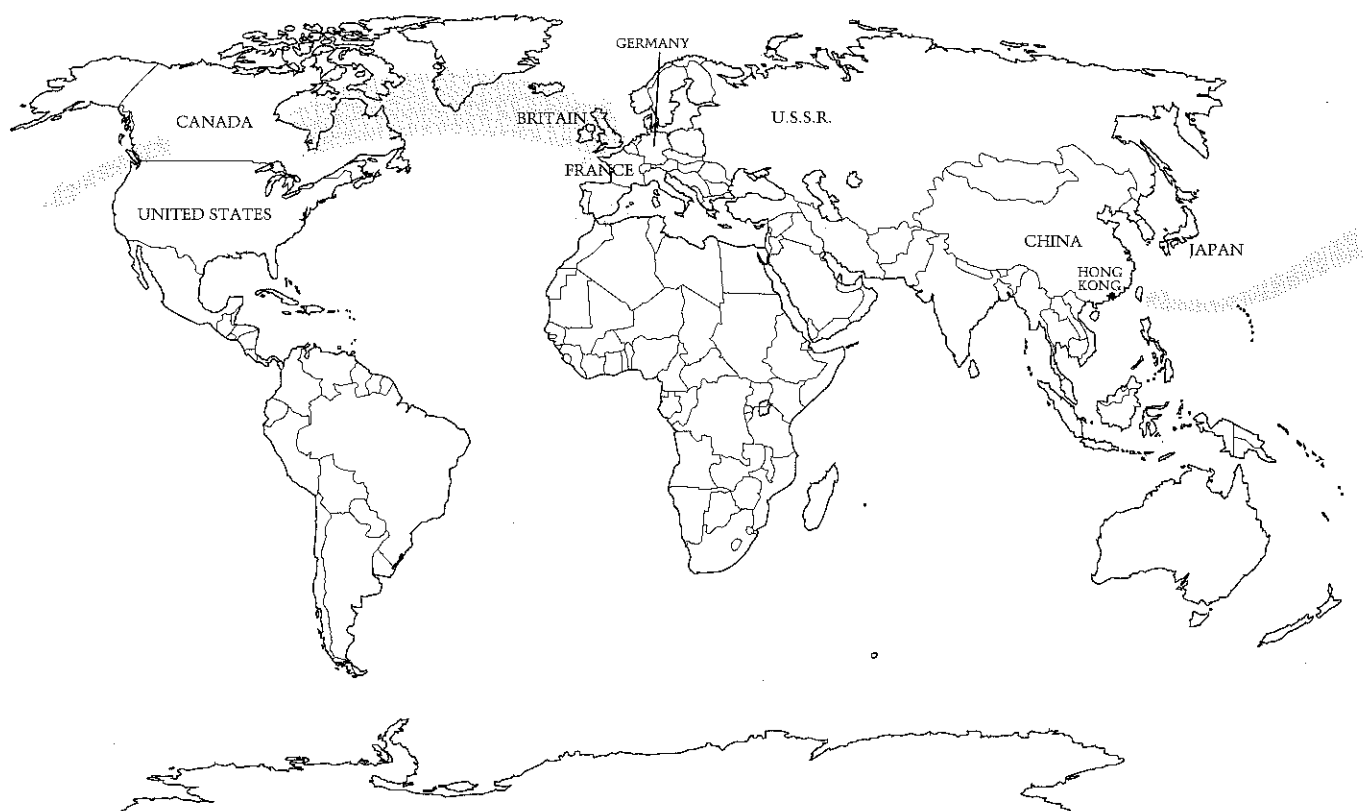 GERMANY
BRITAIN
U.S.S.R.
CANADA
FRANCE
UNITED STATES
CHINA
JAPAN
HONG
KONG